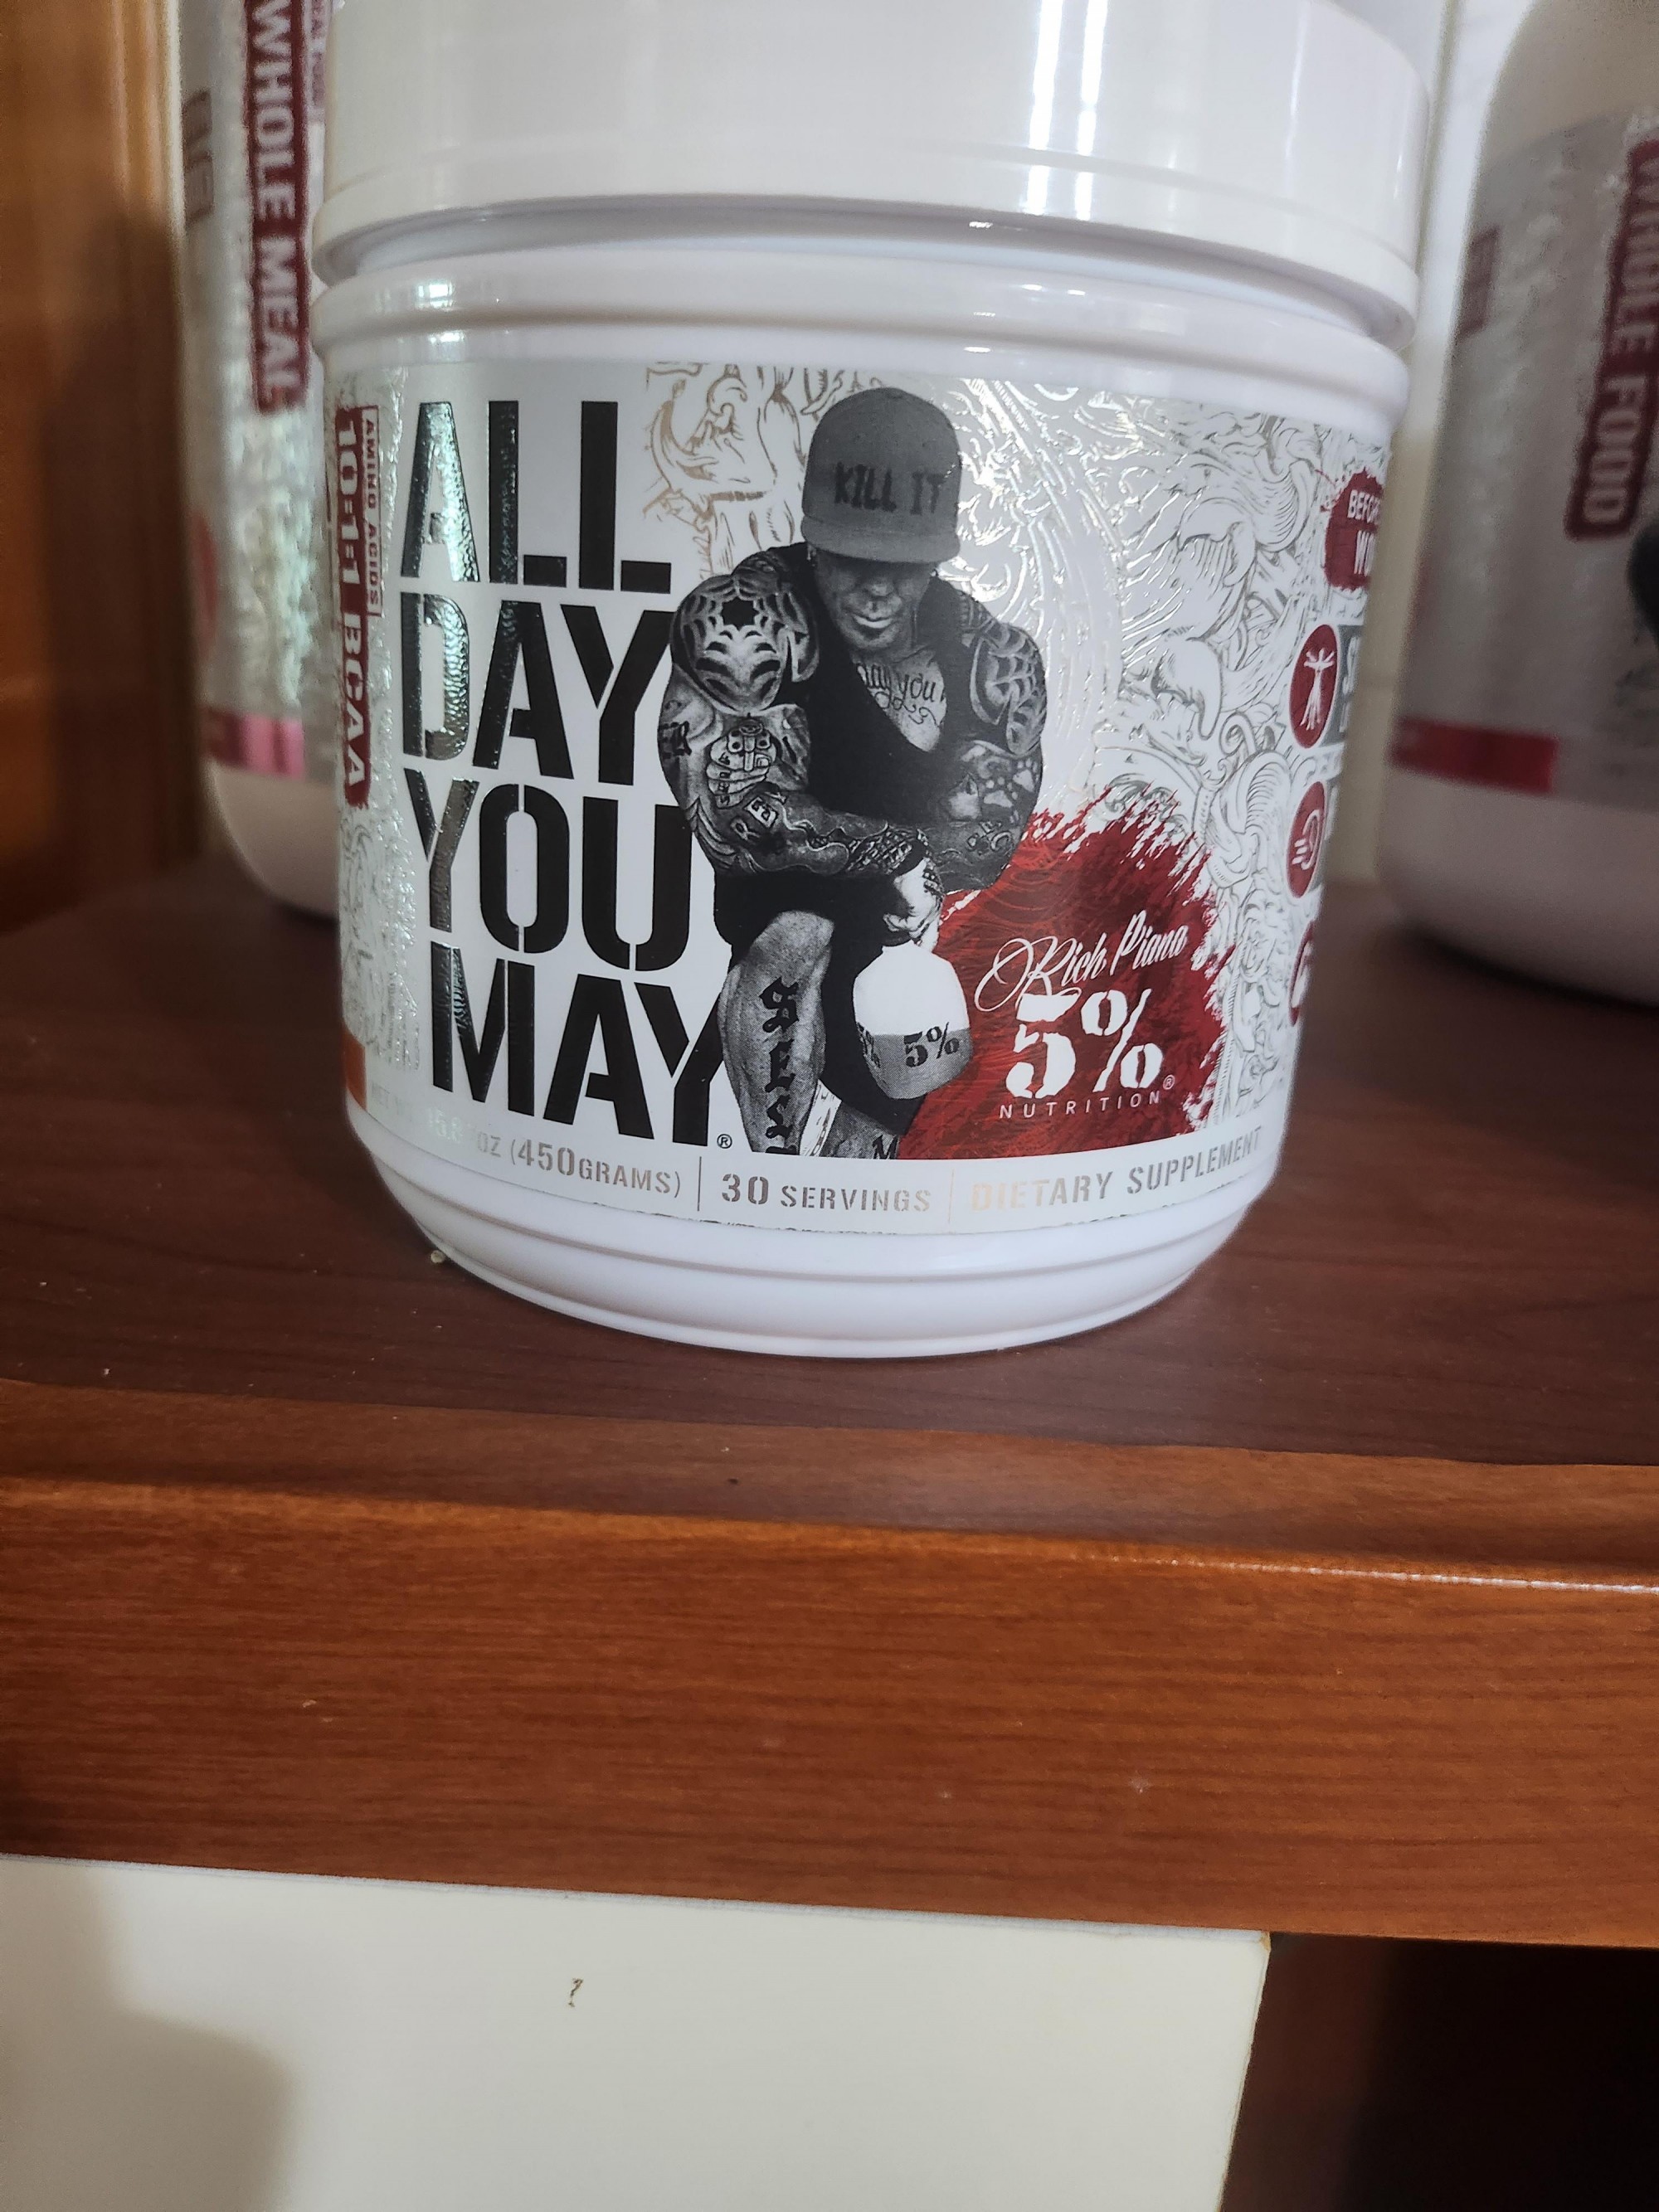 WHOLE MEAL
AMINO ACIDS
10:1:1 BCAA
ALL
DAY
YOU
MAY®
KILL IT
5%
Rich Piana
5%®
NUTRITION
OZ (450GRAMS) | 30 SERVINGS | DIETARY SUPPLEMENT
WHOLE FOOD